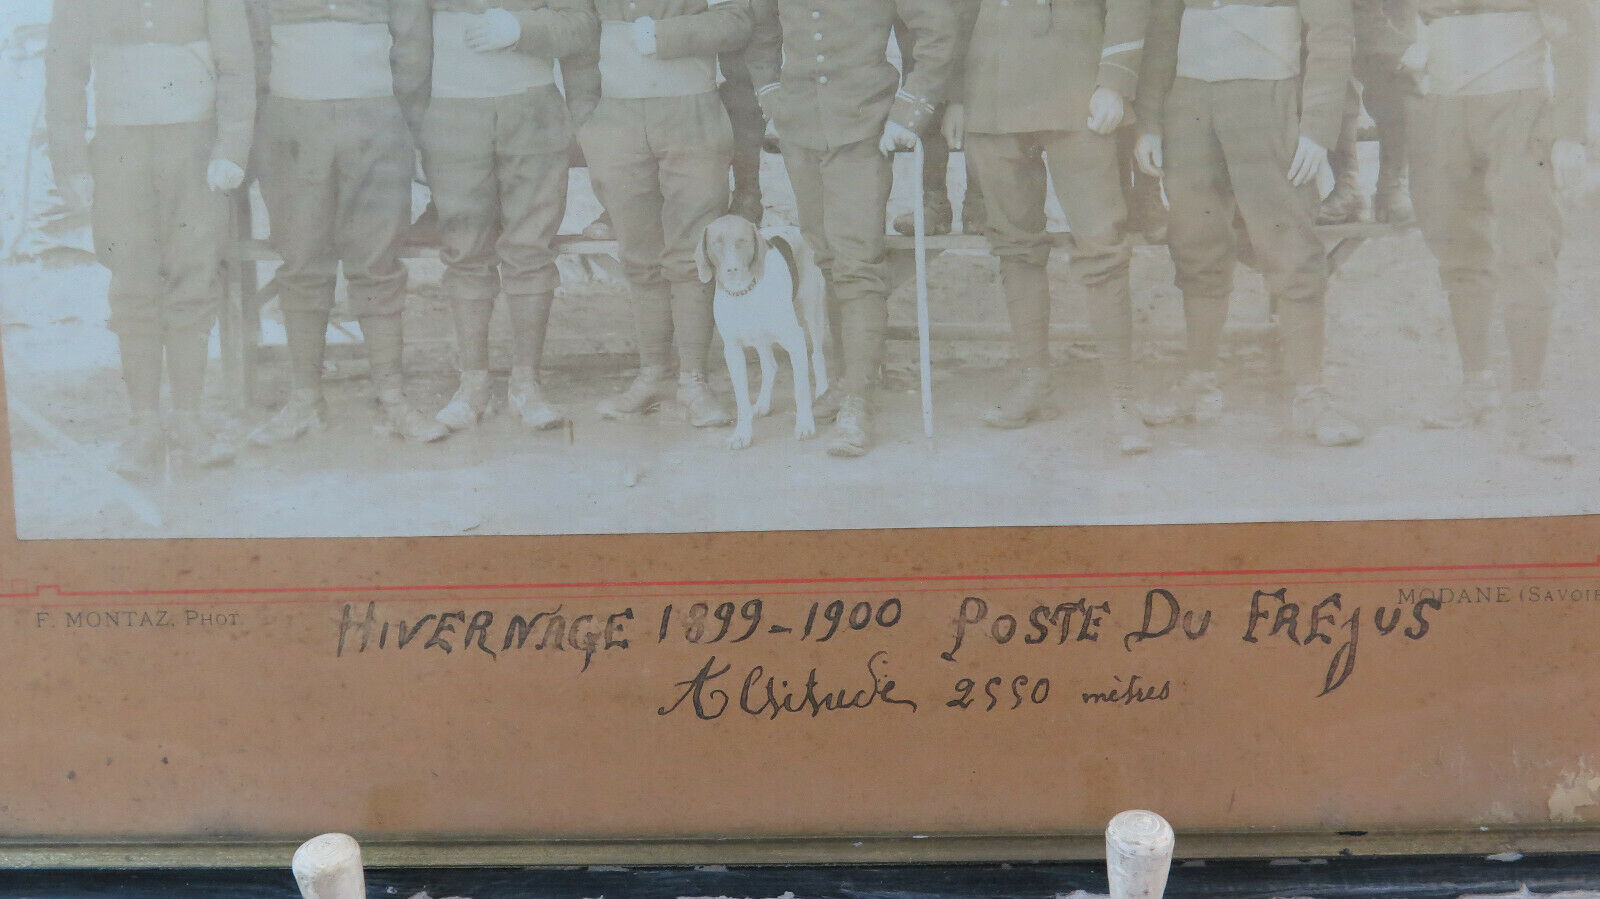 F. MONTAZ, PHOT.
MODANE (SAVOIE
HIVERNAGE 1899-1900 POSTE DU FREJUS
Altitude 2550 mètres